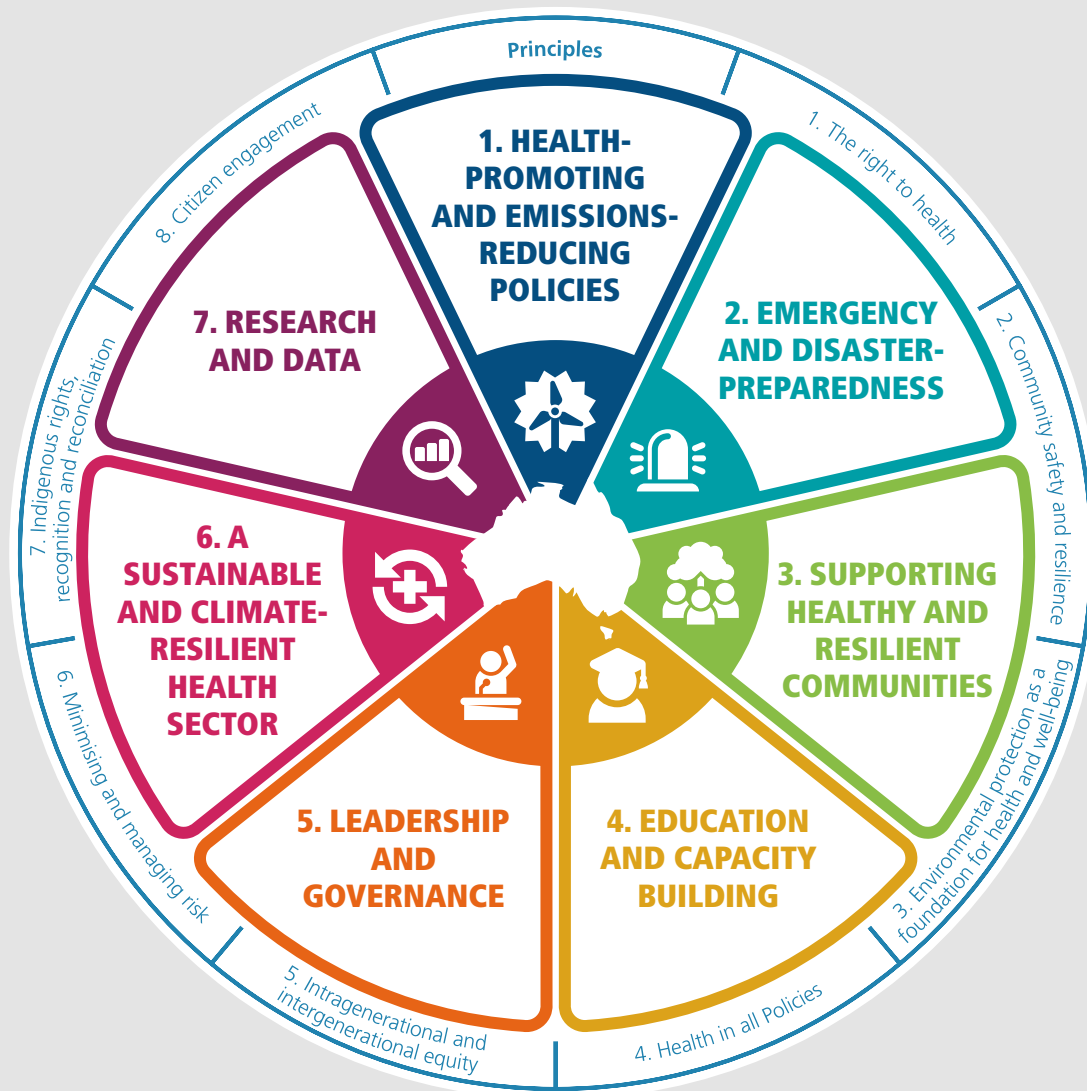 Principles
1. The right to health
2. Community safety and resilience
3. Environmental protection as a
foundation for health and well-being
4. Health in all Policies
5. Intragenerational and
intergenerational equity
6. Minimising and managing risk
7. Indigenous rights,
recognition and reconciliation
8. Citizen engagement
1. HEALTH-
PROMOTING
AND EMISSIONS-
REDUCING
POLICIES
2. EMERGENCY
AND DISASTER-
PREPAREDNESS
3. SUPPORTING
HEALTHY AND
RESILIENT
COMMUNITIES
4. EDUCATION
AND CAPACITY
BUILDING
5. LEADERSHIP
AND
GOVERNANCE
6. A
SUSTAINABLE
AND CLIMATE-
RESILIENT
HEALTH
SECTOR
7. RESEARCH
AND DATA